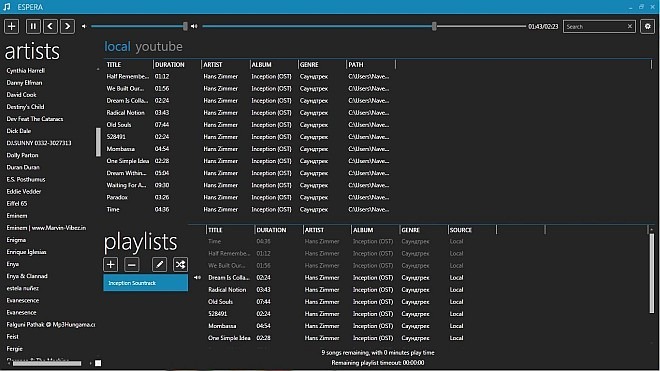 ESPERA
01:43/02:23
Search
artists
Cynthia Harrell
Danny Elfman
David Cook
Destiny's Child
Dev Feat The Cataracs
Dick Dale
DJ.SUNNY 0332-3027313
Dolly Parton
Duran Duran
E.S. Posthumus
Eddie Vedder
Eiffel 65
Eminem
Eminem | www.Marvin-Vibez.in
Enigma
Enrique Iglesias
Enya
Enya & Clannad
estela nuñez
Evanescence
Evanesence
Falguni Pathak @ Mp3Hungama.c
Feist
Fergie
local youtube
TITLE DURATION ARTIST ALBUM GENRE PATH
Half Remembe... 01:12 Hans Zimmer Inception (OST) Саундтрек C:\Users\Nave...
We Built Our... 01:56 Hans Zimmer Inception (OST) Саундтрек C:\Users\Nave...
Dream Is Colla... 02:24 Hans Zimmer Inception (OST) Саундтрек C:\Users\Nave...
Radical Notion 03:43 Hans Zimmer Inception (OST) Саундтрек C:\Users\Nave...
Old Souls 07:44 Hans Zimmer Inception (OST) Саундтрек C:\Users\Nave...
528491 02:24 Hans Zimmer Inception (OST) Саундтрек C:\Users\Nave...
Mombassa 04:54 Hans Zimmer Inception (OST) Саундтрек C:\Users\Nave...
One Simple Idea 02:28 Hans Zimmer Inception (OST) Саундтрек C:\Users\Nave...
Dream Within... 05:04 Hans Zimmer Inception (OST) Саундтрек C:\Users\Nave...
Waiting For A... 09:30 Hans Zimmer Inception (OST) Саундтрек C:\Users\Nave...
Paradox 03:26 Hans Zimmer Inception (OST) Саундтрек C:\Users\Nave...
Time 04:36 Hans Zimmer Inception (OST) Саундтрек C:\Users\Nave...
playlists
Inception Sountrack
TITLE DURATION ARTIST ALBUM GENRE SOURCE
Time 04:36 Hans Zimmer Inception (OST) Саундтрек Local
Half Remembe... 01:12 Hans Zimmer Inception (OST) Саундтрек Local
We Built Our... 01:56 Hans Zimmer Inception (OST) Саундтрек Local
Dream Is Colla... 02:24 Hans Zimmer Inception (OST) Саундтрек Local
Radical Notion 03:43 Hans Zimmer Inception (OST) Саундтрек Local
Old Souls 07:44 Hans Zimmer Inception (OST) Саундтрек Local
528491 02:24 Hans Zimmer Inception (OST) Саундтрек Local
Mombassa 04:54 Hans Zimmer Inception (OST) Саундтрек Local
One Simple Idea 02:28 Hans Zimmer Inception (OST) Саундтрек Local
9 songs remaining, with 0 minutes play time
Remaining playlist timeout: 00:00:00